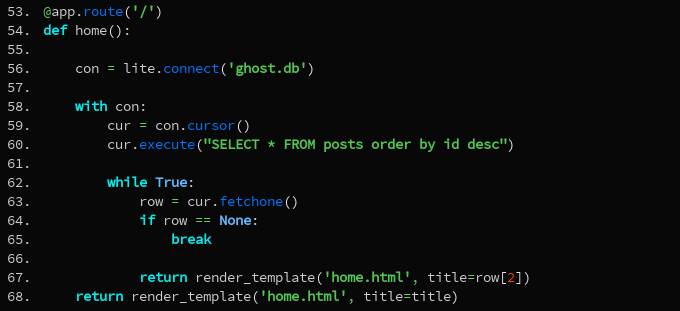 53. @app.route('/')
54. def home():
55.
56.     con = lite.connect('ghost.db')
57.
58.     with con:
59.         cur = con.cursor()
60.         cur.execute("SELECT * FROM posts order by id desc")
61.
62.         while True:
63.             row = cur.fetchone()
64.             if row == None:
65.                 break
66.
67.             return render_template('home.html', title=row[2])
68.     return render_template('home.html', title=title)